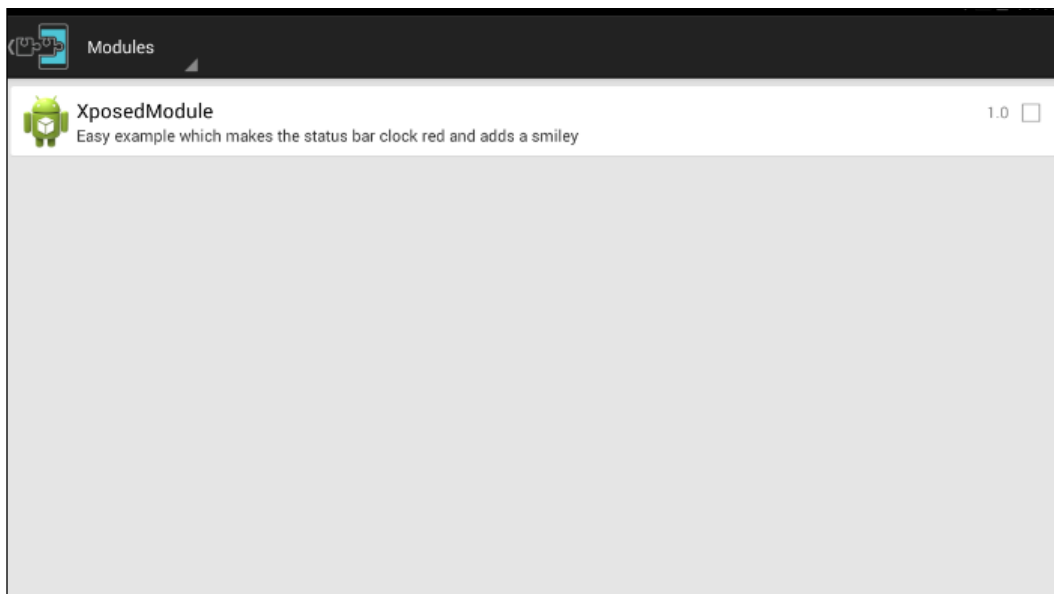 Modules
XposedModule
1.0
Easy example which makes the status bar clock red and adds a smiley